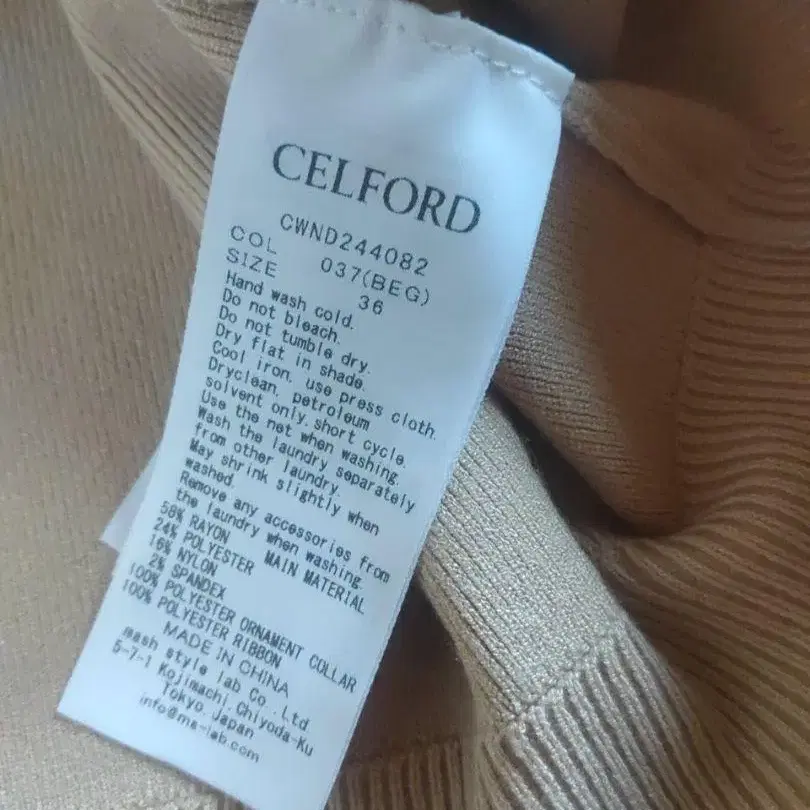 CELFORD
CWND244082
COL 037(BEG)
SIZE 36
Hand wash cold.
Do not bleach.
Do not tumble dry.
Dry flat in shade.
Cool iron, use press cloth.
Dryclean, petroleum
solvent only,short cycle.
Use the net when washing.
Wash the laundry separately
from other laundry.
May shrink slightly when
washed.
Remove any accessories from
the laundry when washing.
58% RAYON MAIN MATERIAL
24% POLYESTER
16% NYLON
2% SPANDEX
100% POLYESTER ORNAMENT COLLAR
100% POLYESTER RIBBON
MADE IN CHINA
mash style lab Co.,Ltd.
5-7-1 Kojimachi,Chiyoda-Ku
Tokyo Japan
info@ms-lab.com